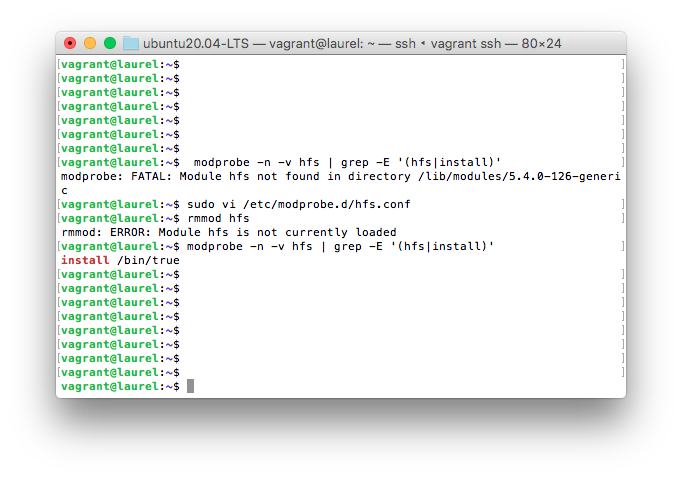 ubuntu20.04-LTS — vagrant@laurel: ~ — ssh ◂ vagrant ssh — 80×24
[vagrant@laurel:~$ ]
[vagrant@laurel:~$ ]
[vagrant@laurel:~$ ]
[vagrant@laurel:~$ ]
[vagrant@laurel:~$ ]
[vagrant@laurel:~$ ]
[vagrant@laurel:~$ ]
[vagrant@laurel:~$  modprobe -n -v hfs | grep -E '(hfs|install)' ]
modprobe: FATAL: Module hfs not found in directory /lib/modules/5.4.0-126-generi
c
[vagrant@laurel:~$ sudo vi /etc/modprobe.d/hfs.conf ]
[vagrant@laurel:~$ rmmod hfs ]
rmmod: ERROR: Module hfs is not currently loaded
[vagrant@laurel:~$ modprobe -n -v hfs | grep -E '(hfs|install)' ]
install /bin/true
[vagrant@laurel:~$ ]
[vagrant@laurel:~$ ]
[vagrant@laurel:~$ ]
[vagrant@laurel:~$ ]
[vagrant@laurel:~$ ]
[vagrant@laurel:~$ ]
[vagrant@laurel:~$ ]
[vagrant@laurel:~$ ]
vagrant@laurel:~$